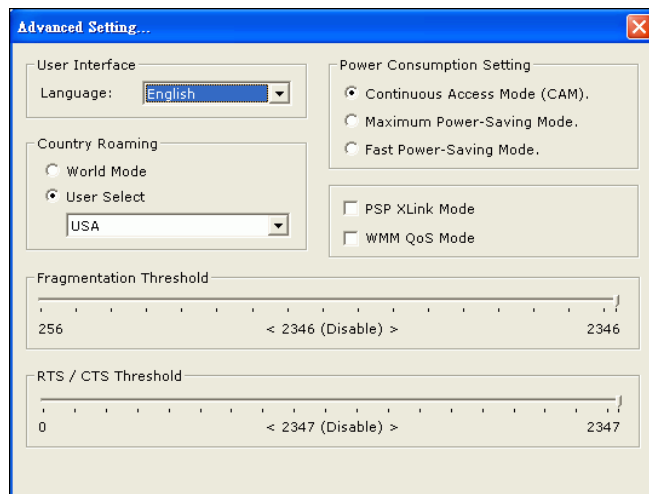 Advanced Setting...
User Interface
Language: English
Country Roaming
World Mode
User Select
USA
Power Consumption Setting
Continuous Access Mode (CAM).
Maximum Power-Saving Mode.
Fast Power-Saving Mode.
PSP XLink Mode
WMM QoS Mode
Fragmentation Threshold
256 < 2346 (Disable) > 2346
RTS / CTS Threshold
0 < 2347 (Disable) > 2347